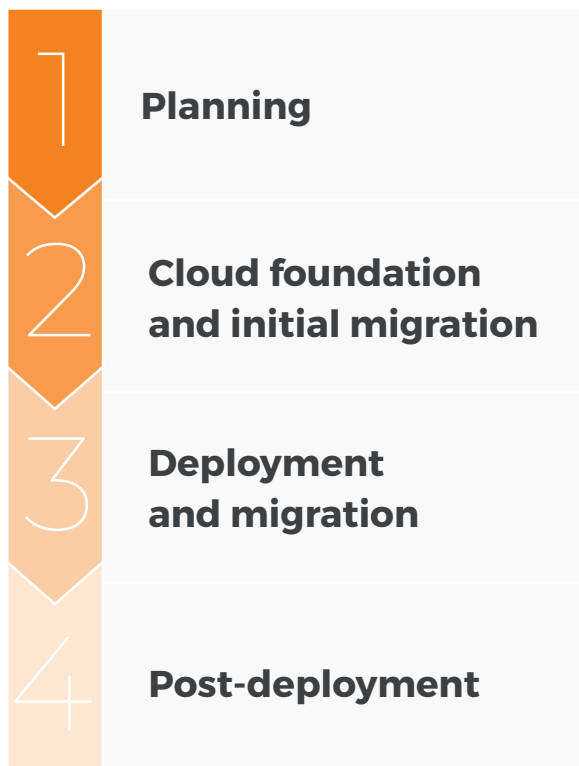 1
Planning
2
Cloud foundation
and initial migration
3
Deployment
and migration
4
Post-deployment